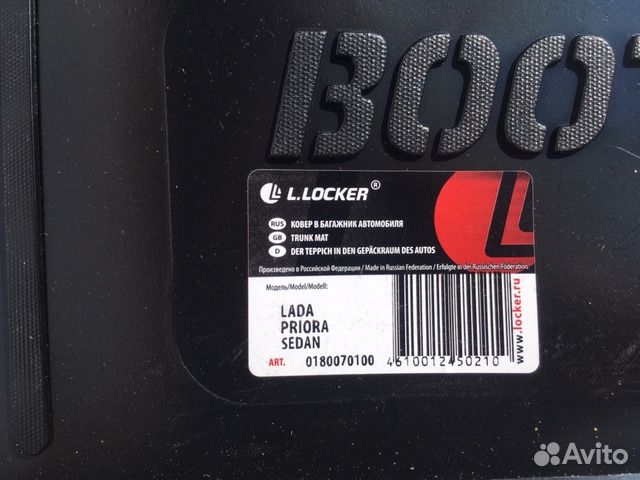 BOOT
L.LOCKER®
RUS КОВЕР В БАГАЖНИК АВТОМОБИЛЯ
GB TRUNK MAT
D DER TEPPICH IN DEN GEPÄCKRAUM DES AUTOS
Произведено в Российской Федерации / Made in Russian Federation / Erfolgte in der Russischen Föderation
Модель/Model/Modell:
LADA
PRIORA
SEDAN
ART. 0180070100
4610012450210
www.locker.ru
Avito